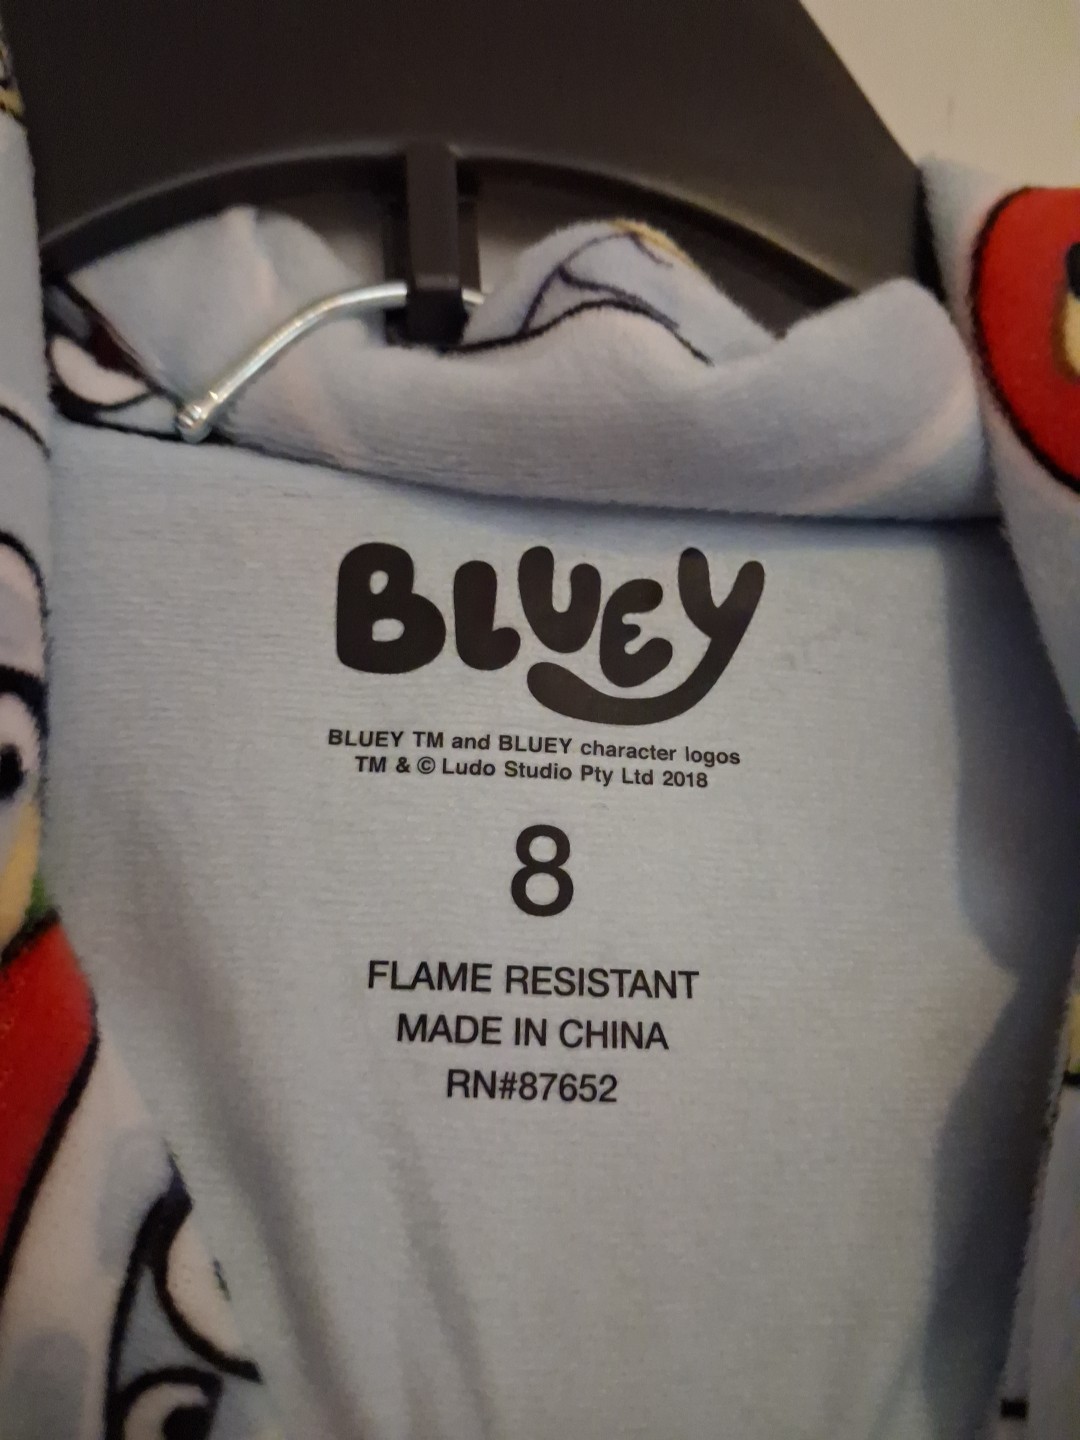 BLUEY
BLUEY TM and BLUEY character logos
TM & © Ludo Studio Pty Ltd 2018
8
FLAME RESISTANT
MADE IN CHINA
RN#87652